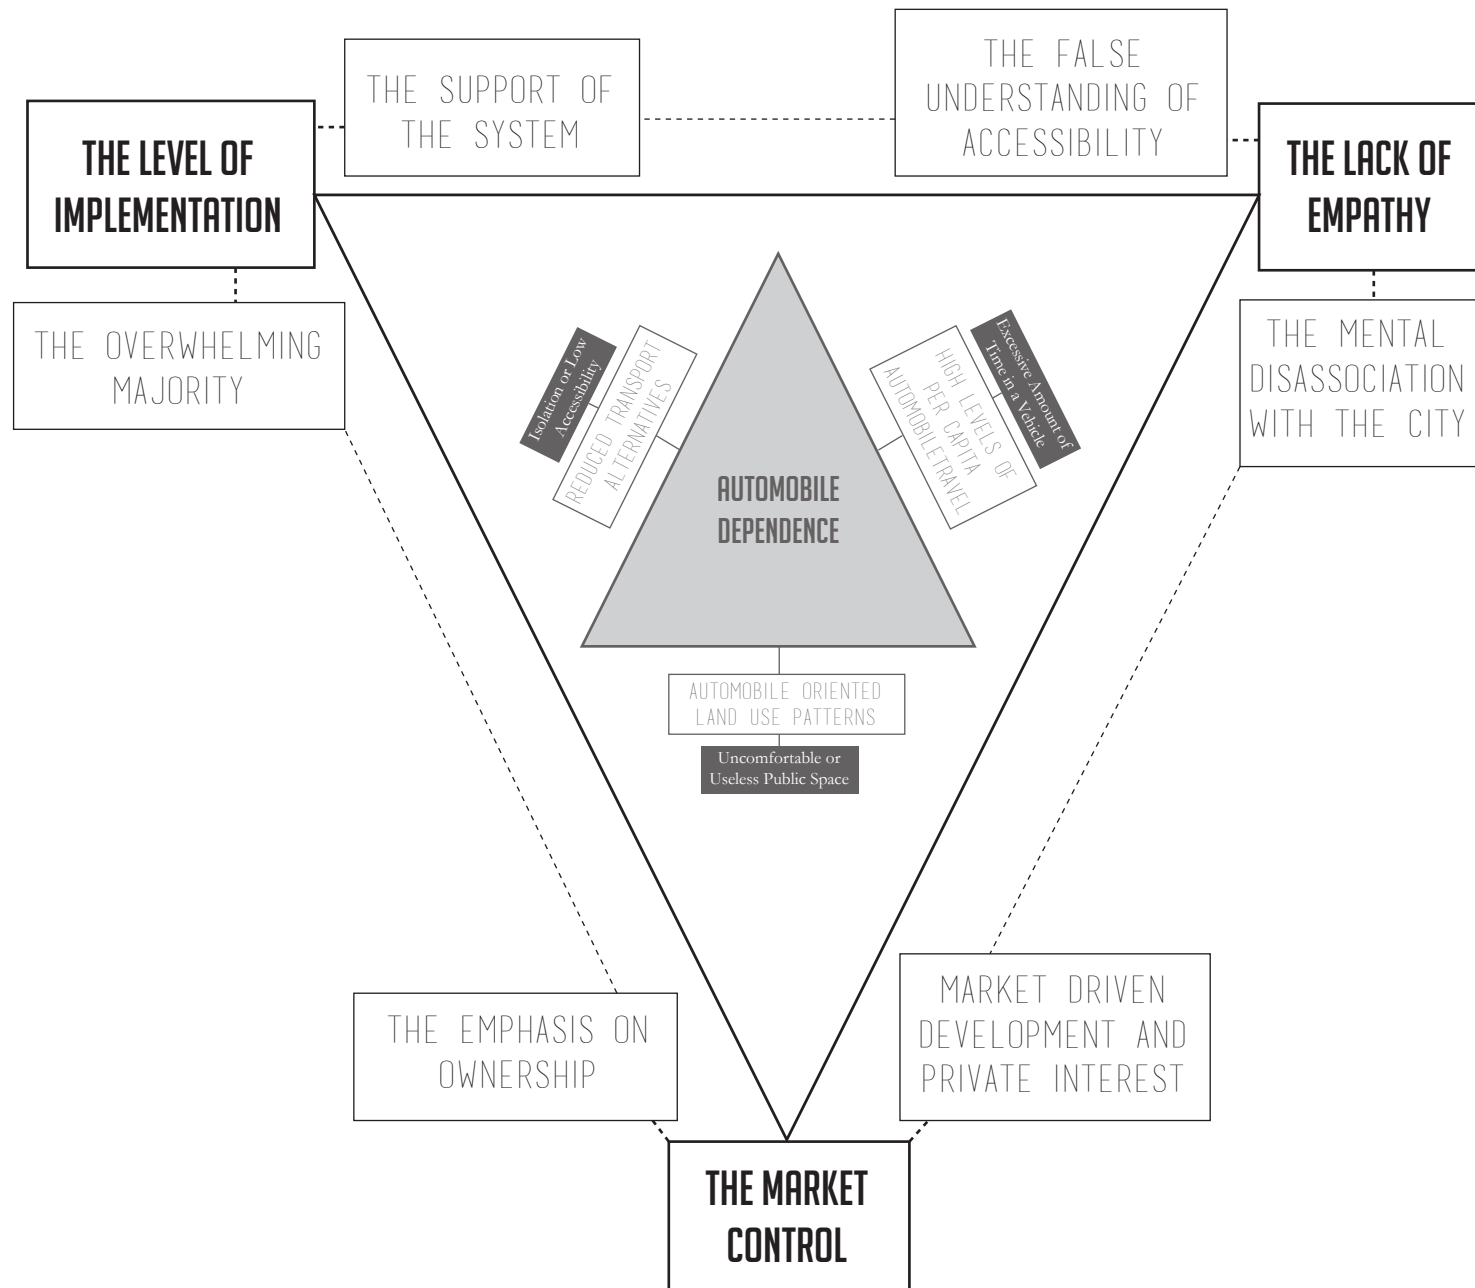 THE SUPPORT OF
THE SYSTEM
THE FALSE
UNDERSTANDING OF
ACCESSIBILITY
THE LEVEL OF
IMPLEMENTATION
THE LACK OF
EMPATHY
THE OVERWHELMING
MAJORITY
THE MENTAL
DISASSOCIATION
WITH THE CITY
Isolation or Low
Accessibility
REDUCED TRANSPORT
ALTERNATIVES
Excessive Amount of
Time in a Vehicle
HIGH LEVELS OF
PER CAPITA
AUTOMOBILETRAVEL
AUTOMOBILE
DEPENDENCE
AUTOMOBILE ORIENTED
LAND USE PATTERNS
Uncomfortable or
Useless Public Space
THE EMPHASIS ON
OWNERSHIP
MARKET DRIVEN
DEVELOPMENT AND
PRIVATE INTEREST
THE MARKET
CONTROL